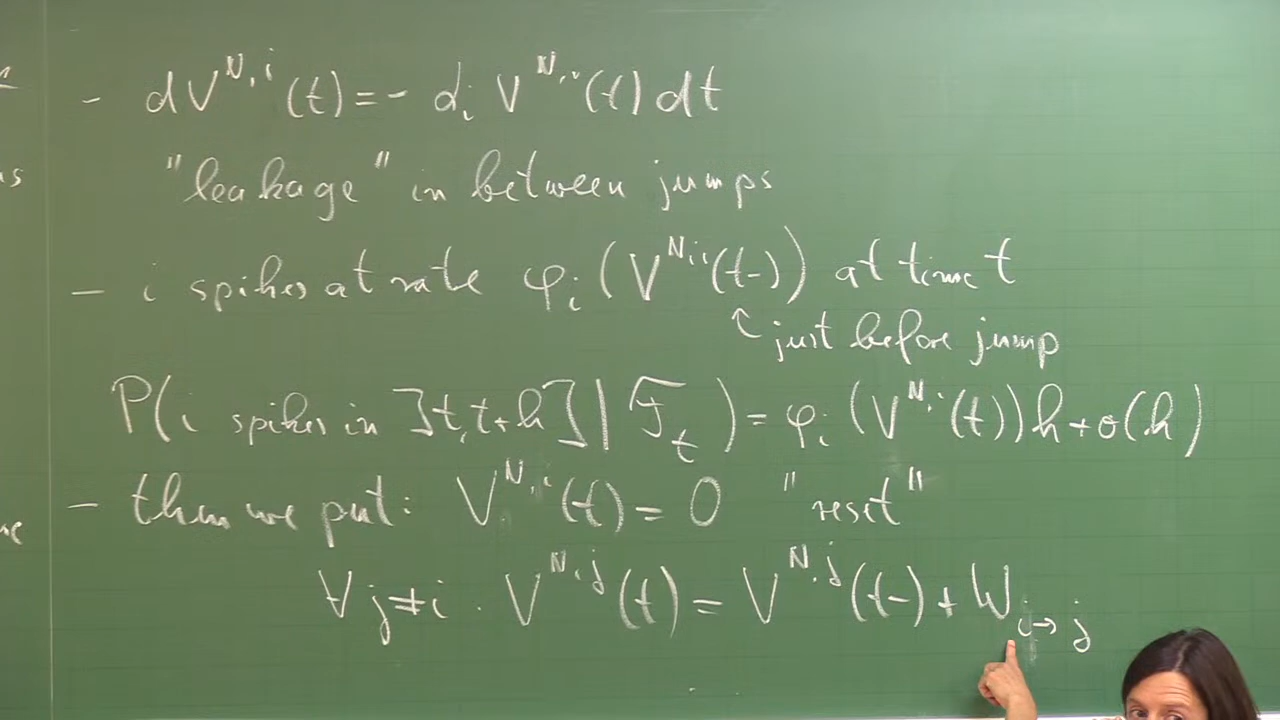 - dV^{N,i}(t) = - α_i V^{N,i}(t) dt
"leakage" in between jumps
- i spikes at rate φ_i(V^{N,i}(t-)) at time t
↖ just before jump
P(i spikes in ]t,t+h] | F_t) = φ_i(V^{N,i}(t))h + o(h)
- then we put: V^{N,i}(t) = 0 "reset"
∀ j≠i . V^{N,j}(t) = V^{N,j}(t-) + W_{i→j}